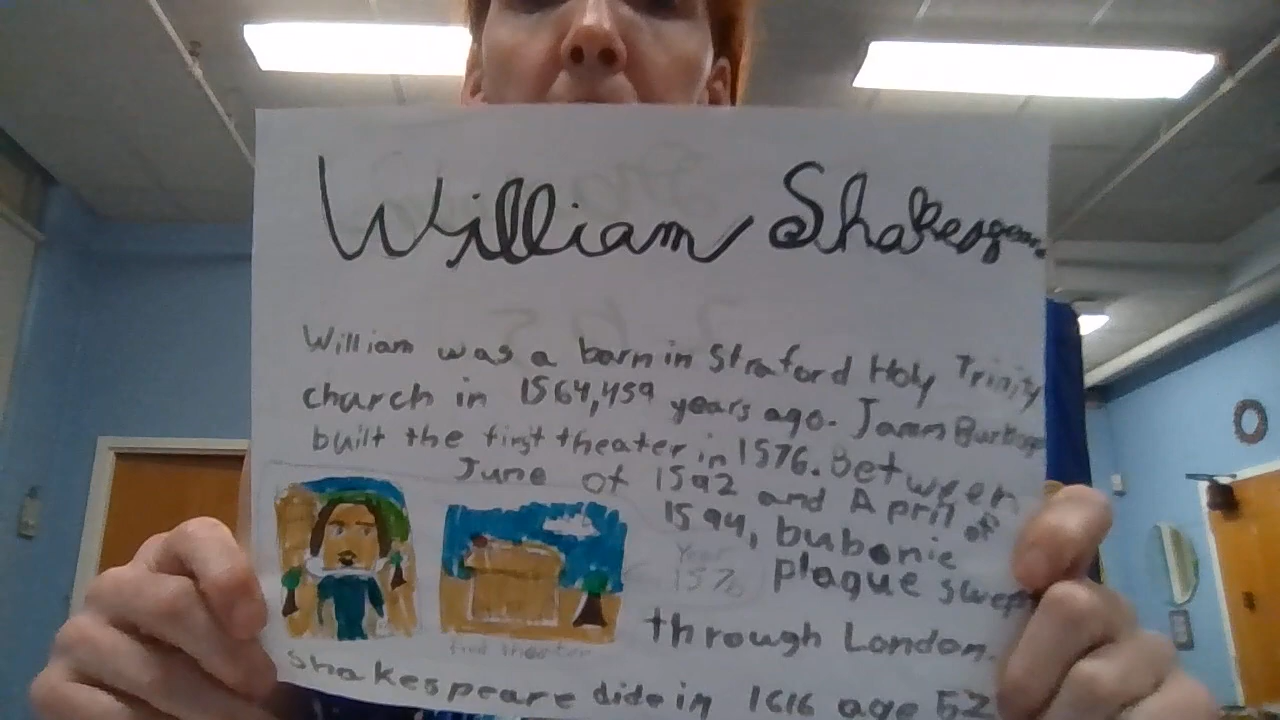 William Shakespeare
William was a born in Straford Holy Trinity
church in 1564,459 years ago. James Burbage
built the first theater in 1576. Between
June of 1592 and April of
1594, bubonic
Year
1576
plague swept
first theater
through London.
Shakespeare dide in 1616 age 52